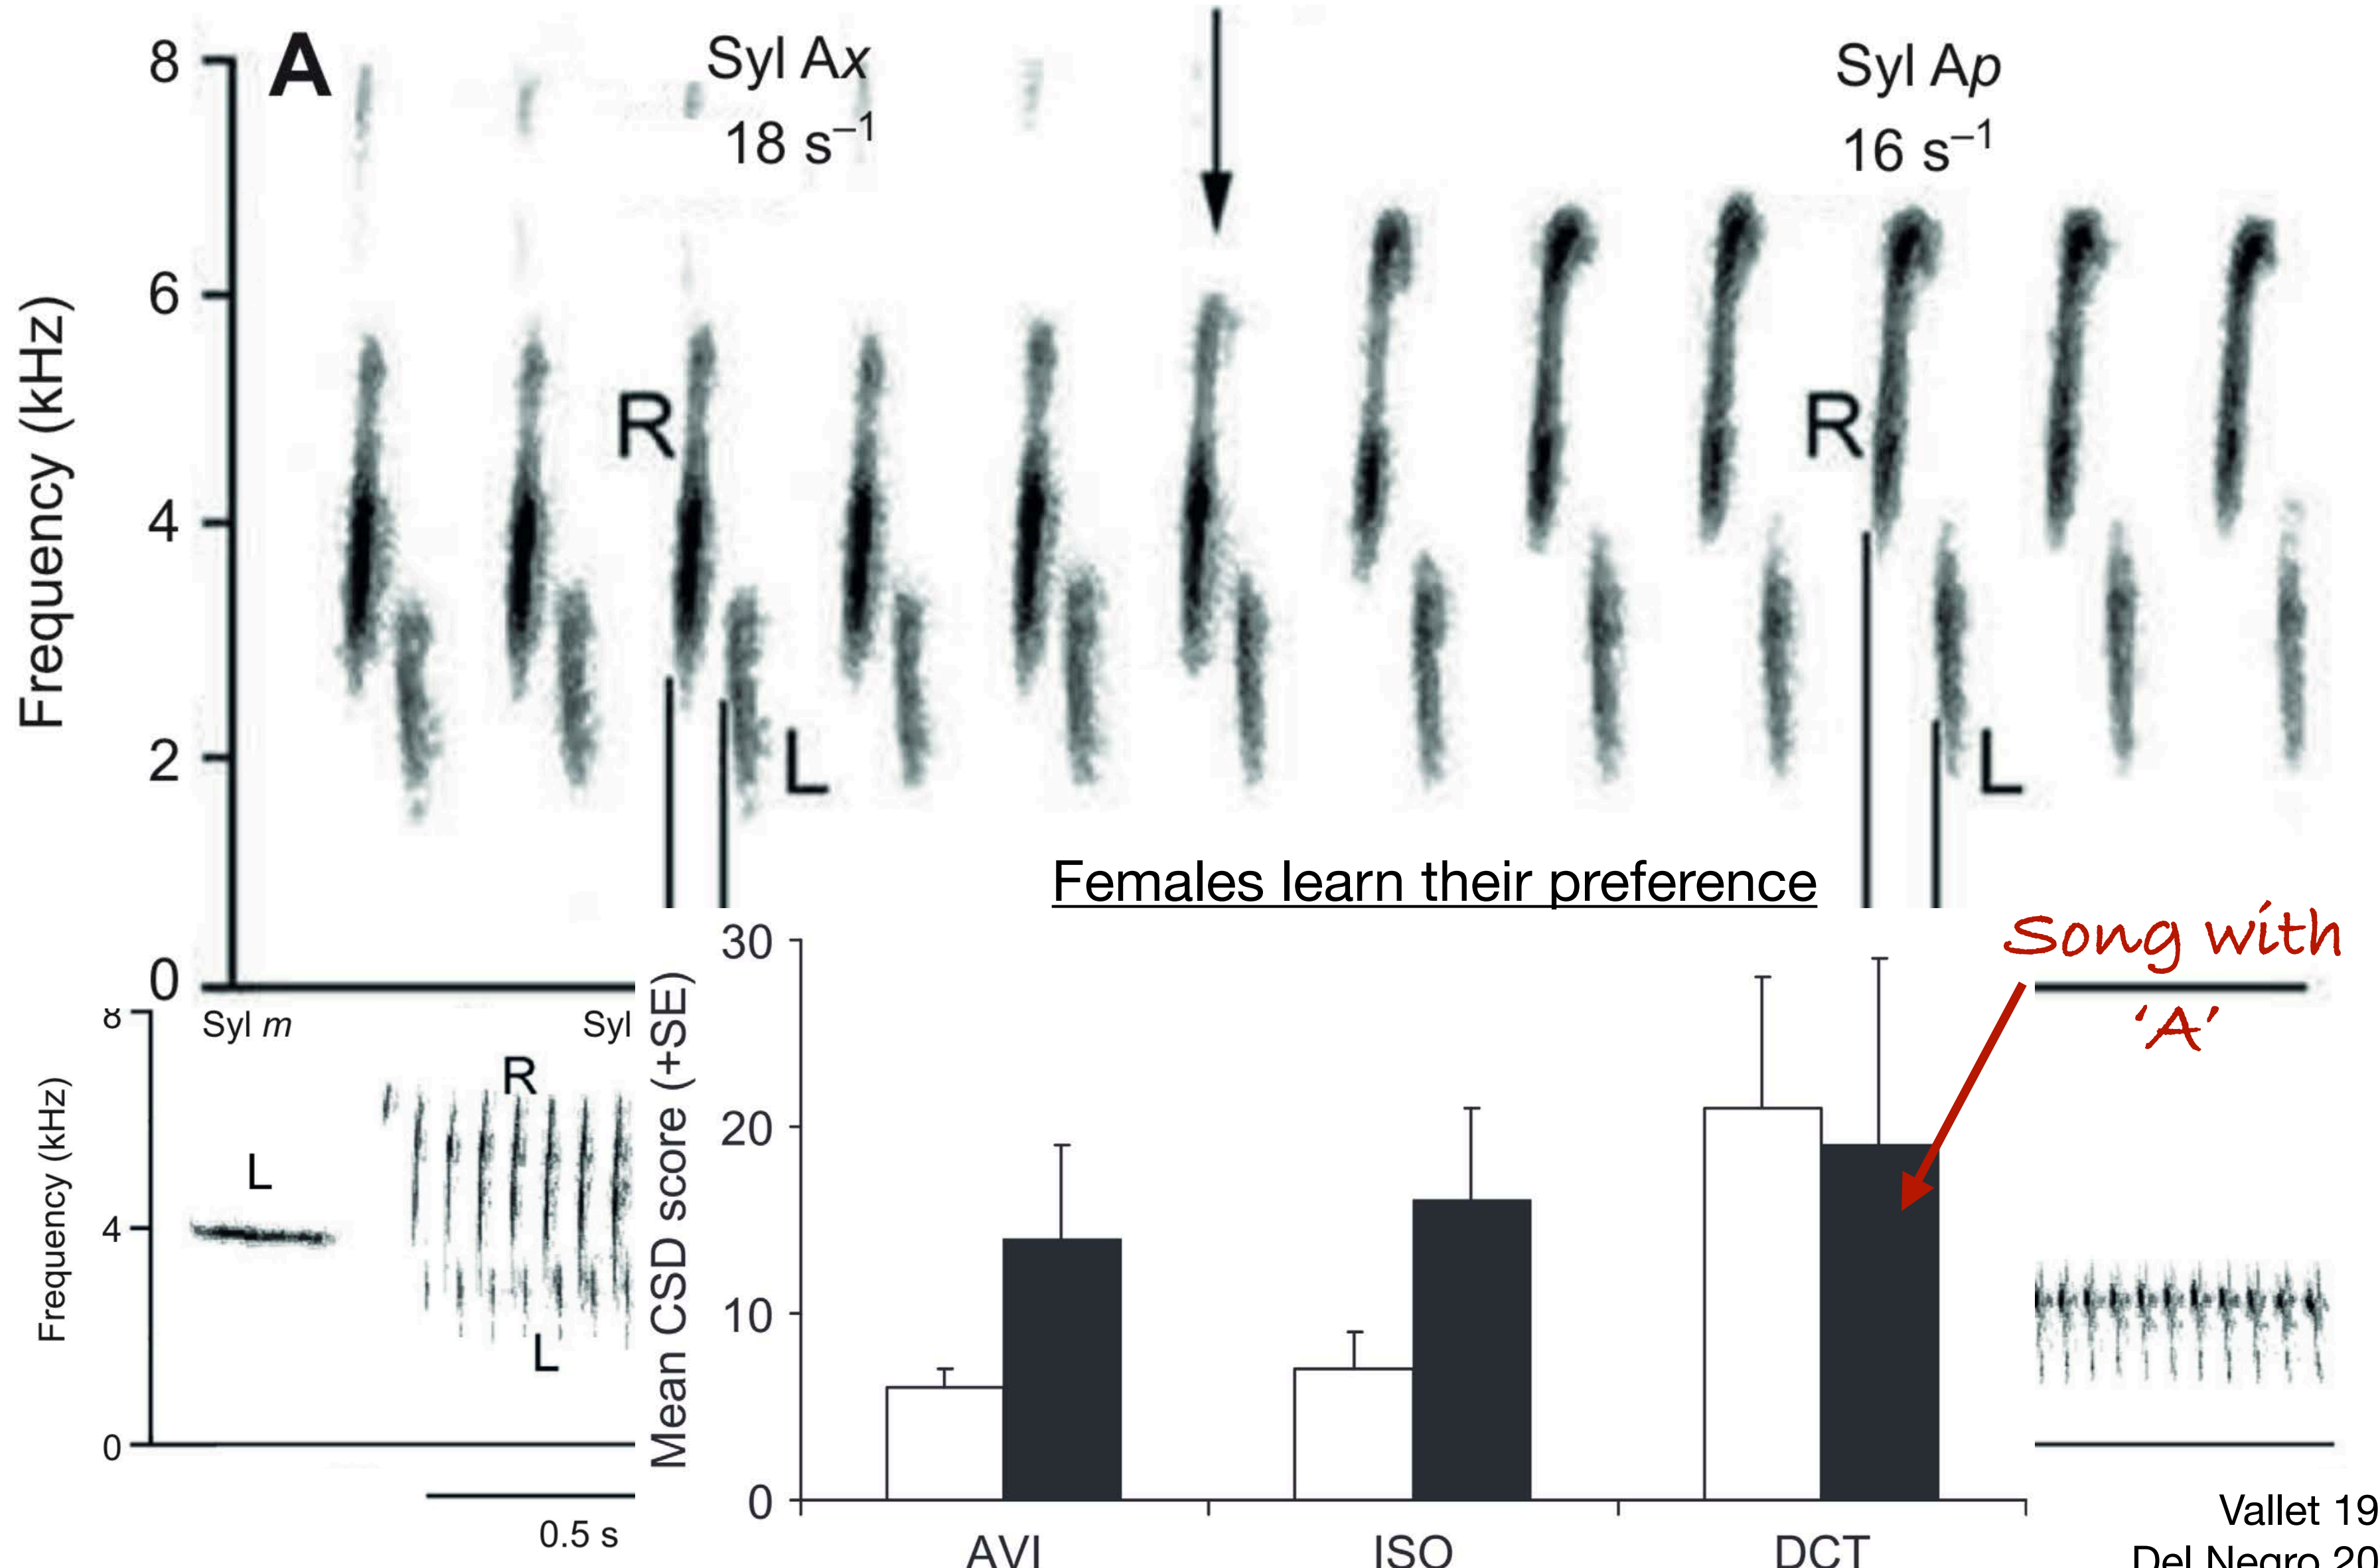 A
Syl Ax
18 s⁻¹
Syl Ap
16 s⁻¹
Frequency (kHz)
8
6
4
2
0
R
L
R
L
Females learn their preference
Song with
'A'
Frequency (kHz)
8
4
0
Syl m
Syl
L
R
L
0.5 s
Mean CSD score (+SE)
30
20
10
0
AVI
ISO
DCT
Vallet 19
Del Negro 20